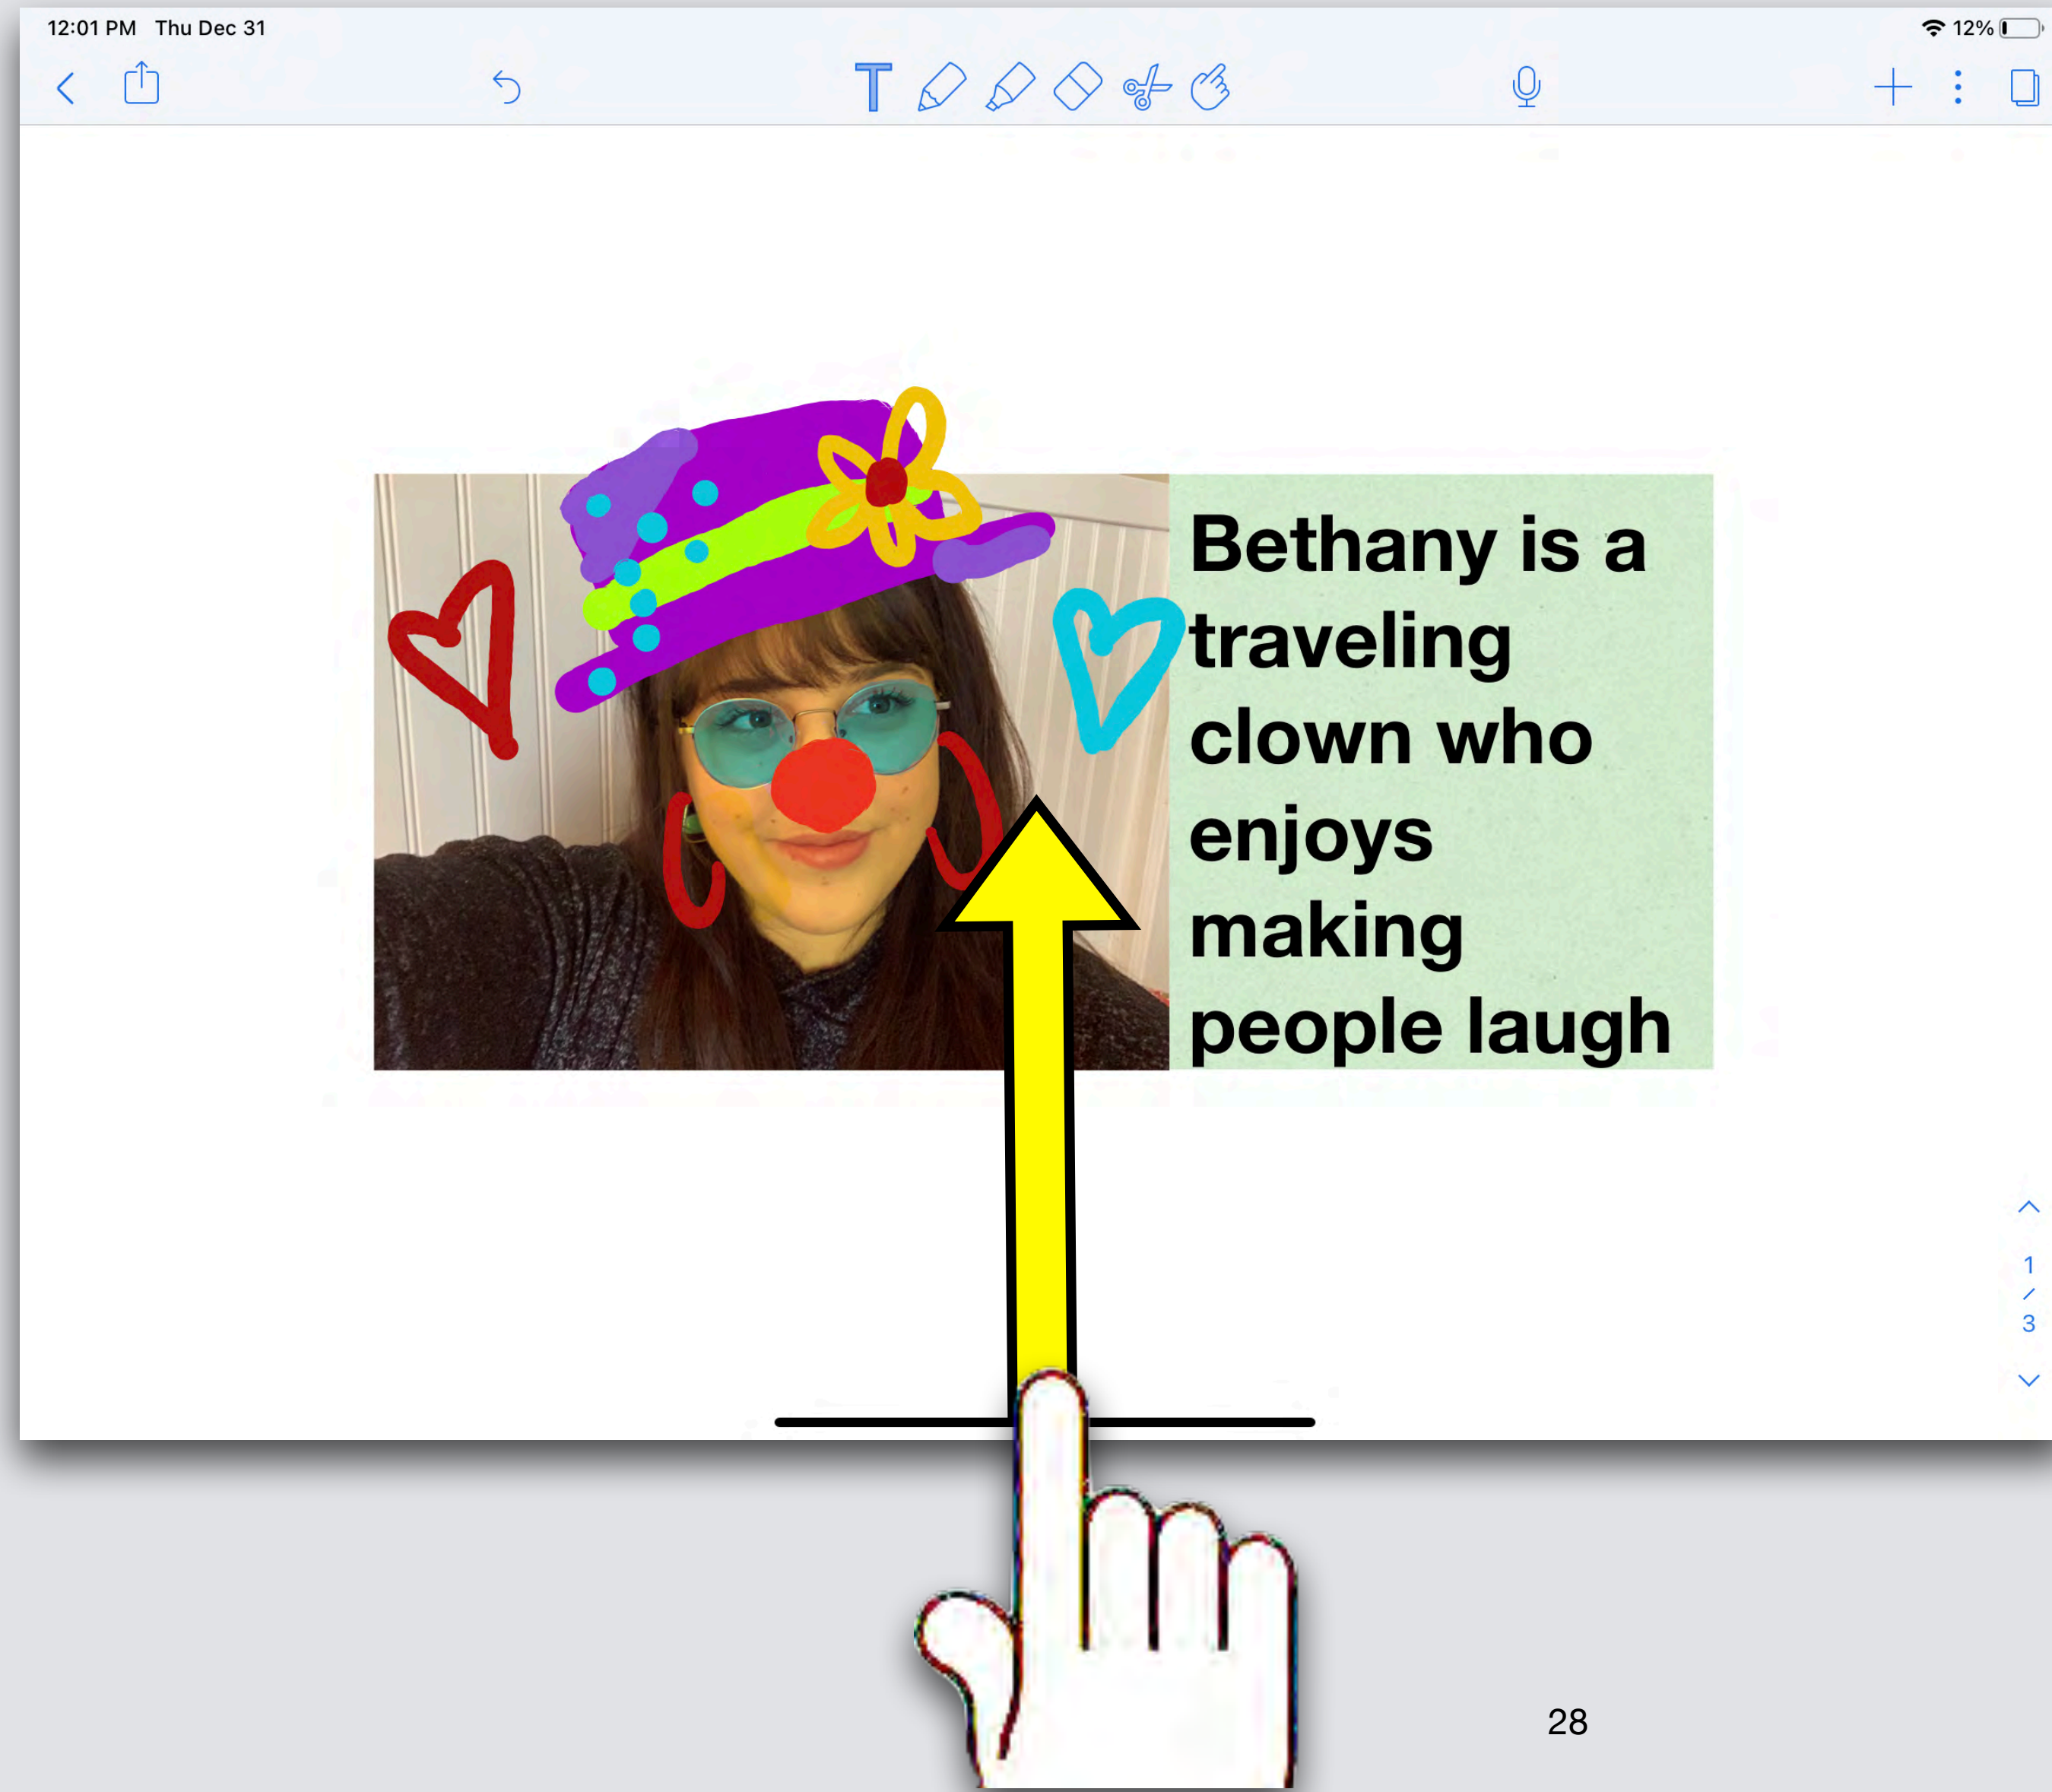 12:01 PM Thu Dec 31
12%
T
Bethany is a
traveling
clown who
enjoys
making
people laugh
1
/
3
28